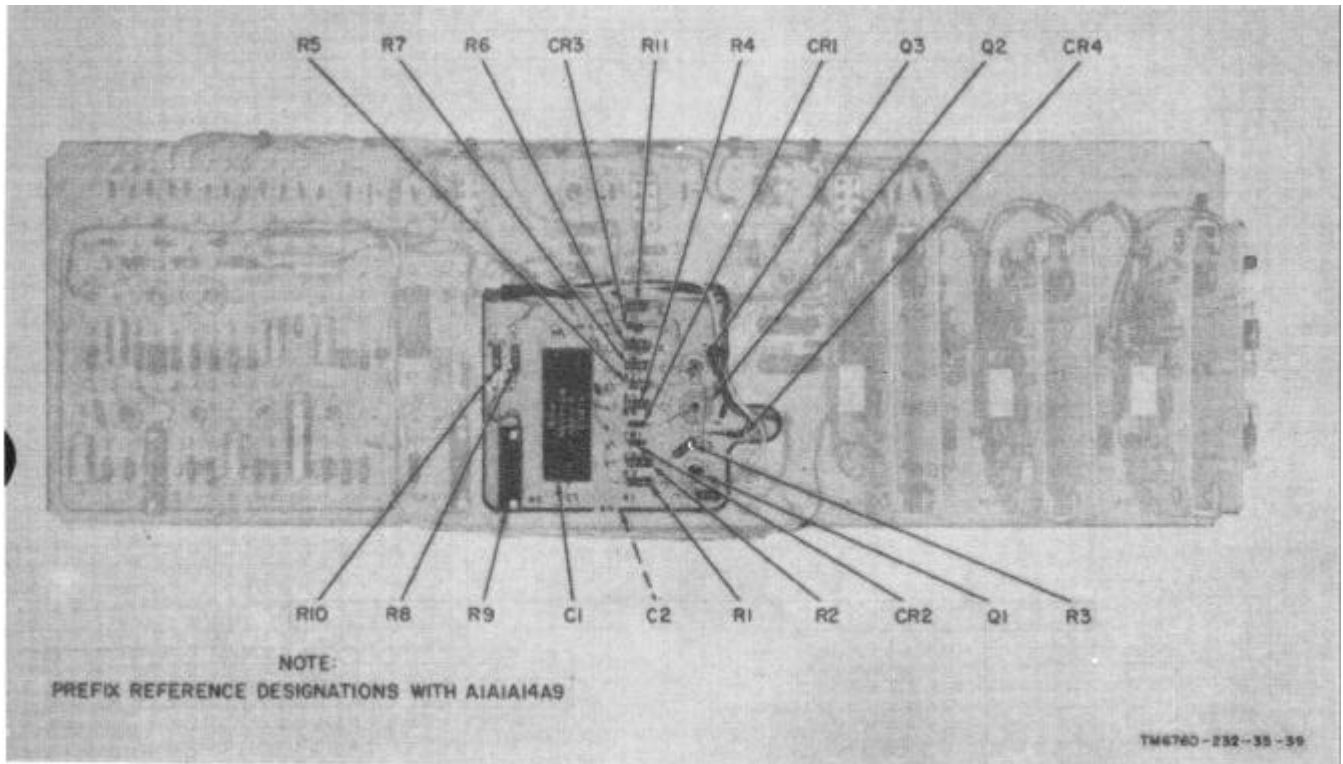 R5 R7 R6 CR3 R11 R4 CR1 Q3 Q2 CR4
R10 R8 R9 C1 C2 R1 R2 CR2 Q1 R3
NOTE:
PREFIX REFERENCE DESIGNATIONS WITH A1A1A14A9
TM6760-232-35-39